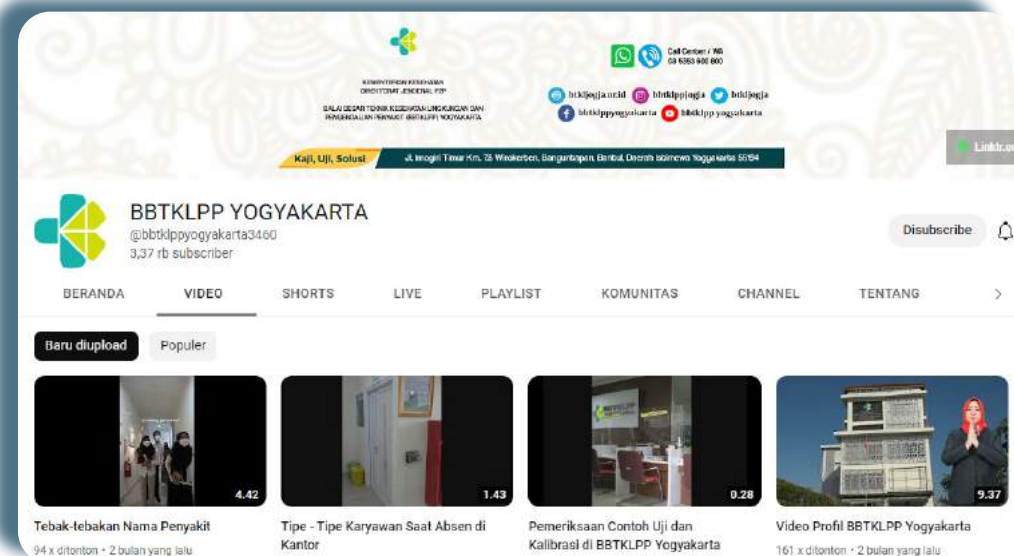 KEMENTERIAN KESEHATAN
DIREKTORAT JENDERAL P2P
BALAI BESAR TEKNIK KESEHATAN LINGKUNGAN DAN
PENGENDALIAN PENYAKIT (BBTKLPP) YOGYAKARTA
Call Center / WA
btkljogja.or.id bbtklppjogja btkljogja
bbtklppyogyakarta bbtklpp yogyakarta
Kaji, Uji, Solusi
Jl. Imogiri Timur Km. 7,5 Wirokerten, Banguntapan, Bantul, Daerah Istimewa Yogyakarta 55194
BBTKLPP YOGYAKARTA
@bbtklppyogyakarta3460
3,37 rb subscriber
Disubscribe
BERANDA VIDEO SHORTS LIVE PLAYLIST KOMUNITAS CHANNEL TENTANG
Baru diupload Populer
4.42 1.43 0.28 9.37
Tebak-tebakan Nama Penyakit
94 x ditonton • 2 bulan yang lalu
Tipe - Tipe Karyawan Saat Absen di
Kantor
Pemeriksaan Contoh Uji dan
Kalibrasi di BBTKLPP Yogyakarta
Video Profil BBTKLPP Yogyakarta
161 x ditonton • 2 bulan yang lalu